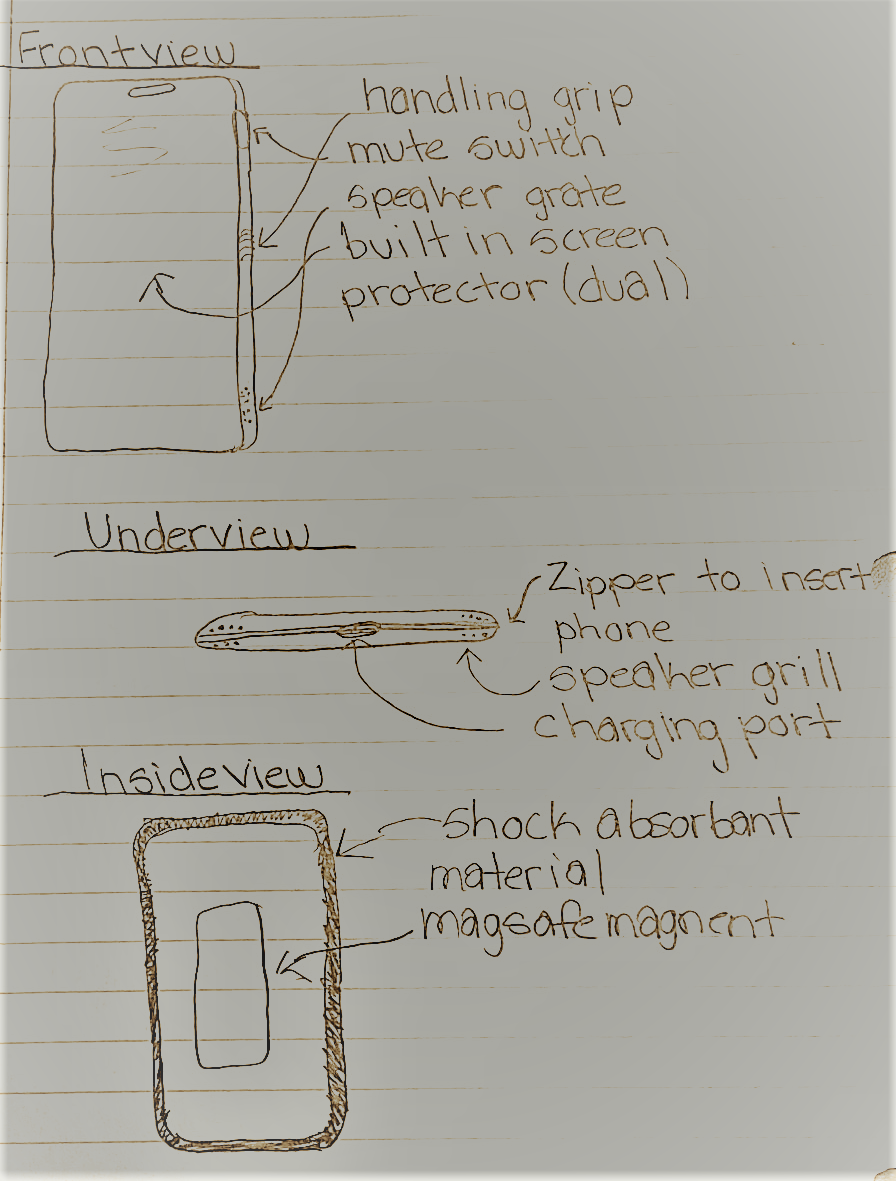 Frontview
handling grip
mute switch
speaker grate
built in screen
protector (dual)
Underview
Zipper to insert
phone
speaker grill
charging port
Insideview
shock absorbant
material
magsafe magnent